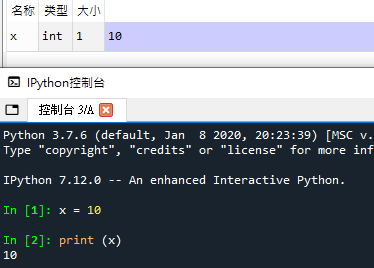 名称 类型 大小
x int 1 10
IPython控制台
控制台 3/A
Python 3.7.6 (default, Jan  8 2020, 20:23:39) [MSC v.
Type "copyright", "credits" or "license" for more inf
IPython 7.12.0 -- An enhanced Interactive Python.
In [1]: x = 10
In [2]: print (x)
10